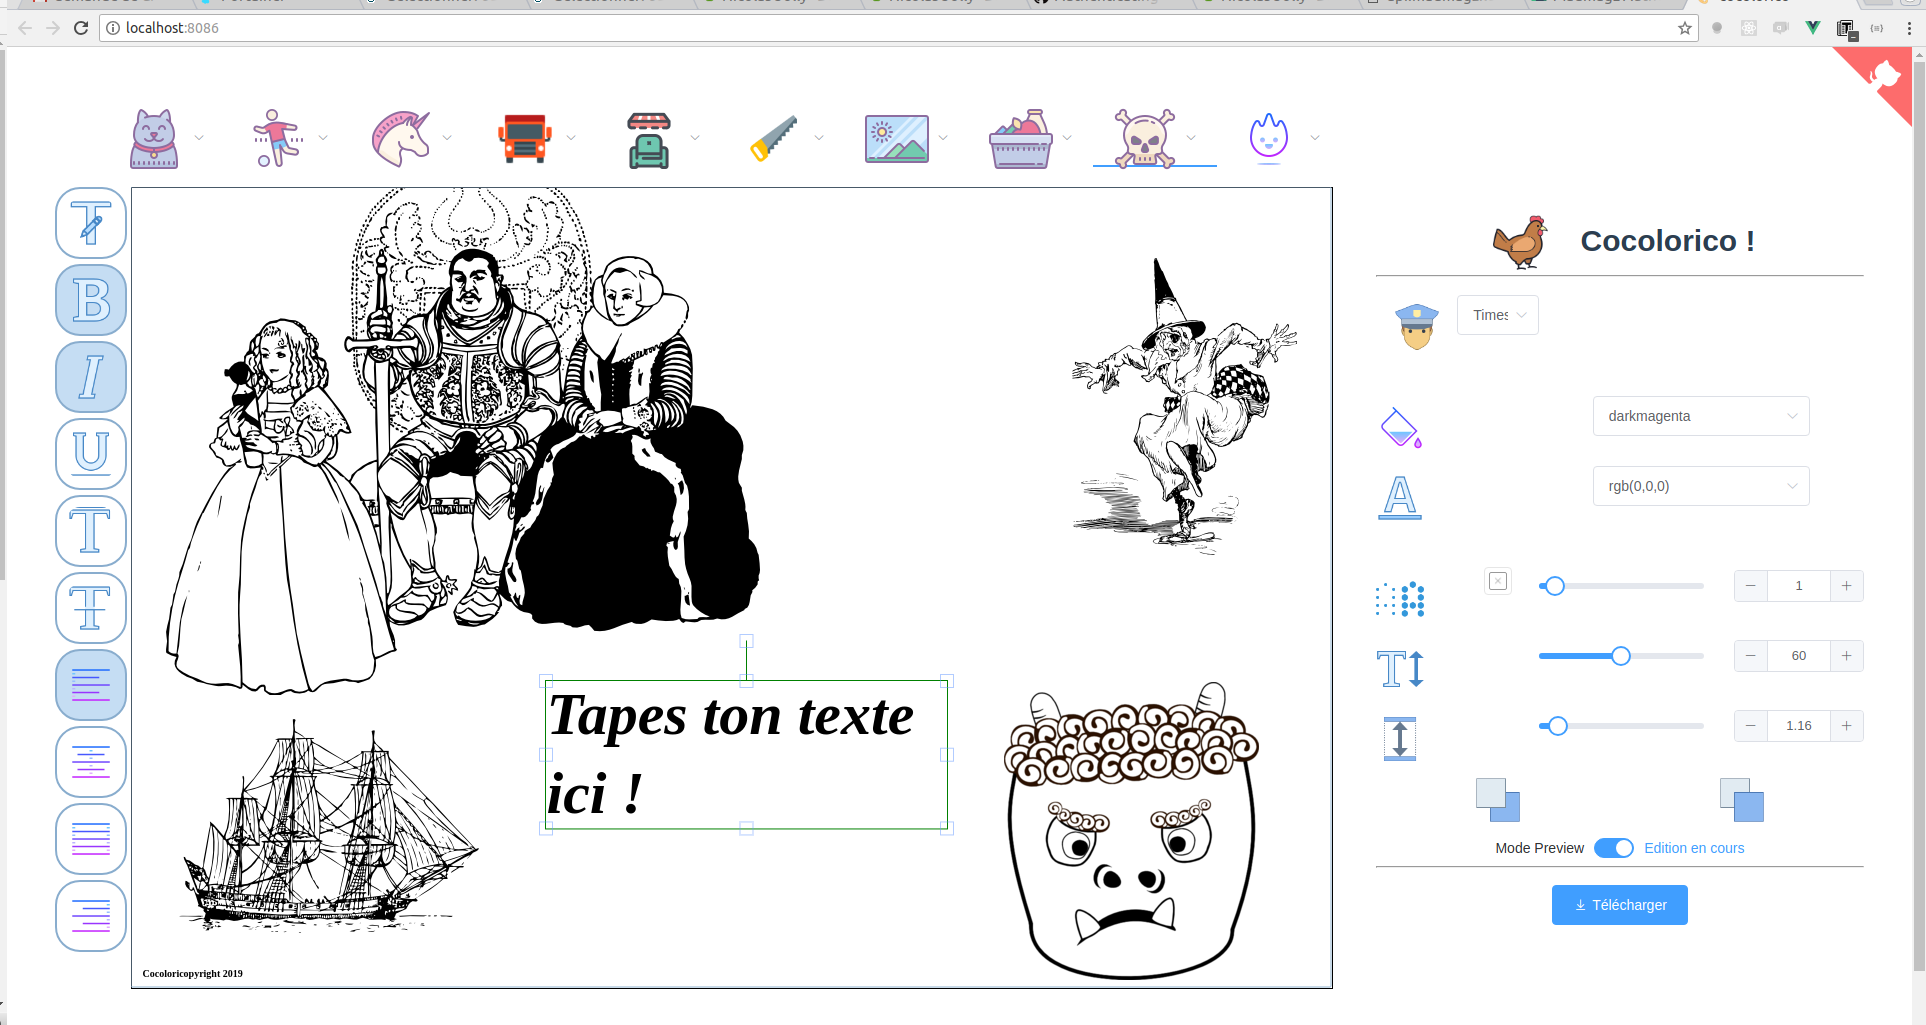 localhost:8086
Cocolorico !
Times
darkmagenta
rgb(0,0,0)
1
60
1.16
Tapes ton texte
ici !
Mode Preview Edition en cours
Télécharger
Cocoloricopyright 2019